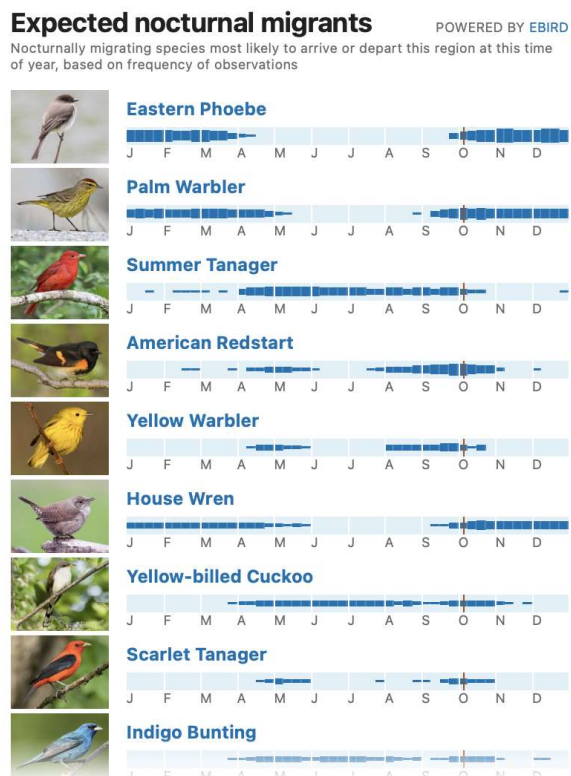 Expected nocturnal migrants
POWERED BY EBIRD
Nocturnally migrating species most likely to arrive or depart this region at this time
of year, based on frequency of observations
Eastern Phoebe
J F M A M J J A S O N D
Palm Warbler
J F M A M J J A S O N D
Summer Tanager
J F M A M J J A S O N D
American Redstart
J F M A M J J A S O N D
Yellow Warbler
J F M A M J J A S O N D
House Wren
J F M A M J J A S O N D
Yellow-billed Cuckoo
J F M A M J J A S O N D
Scarlet Tanager
J F M A M J J A S O N D
Indigo Bunting